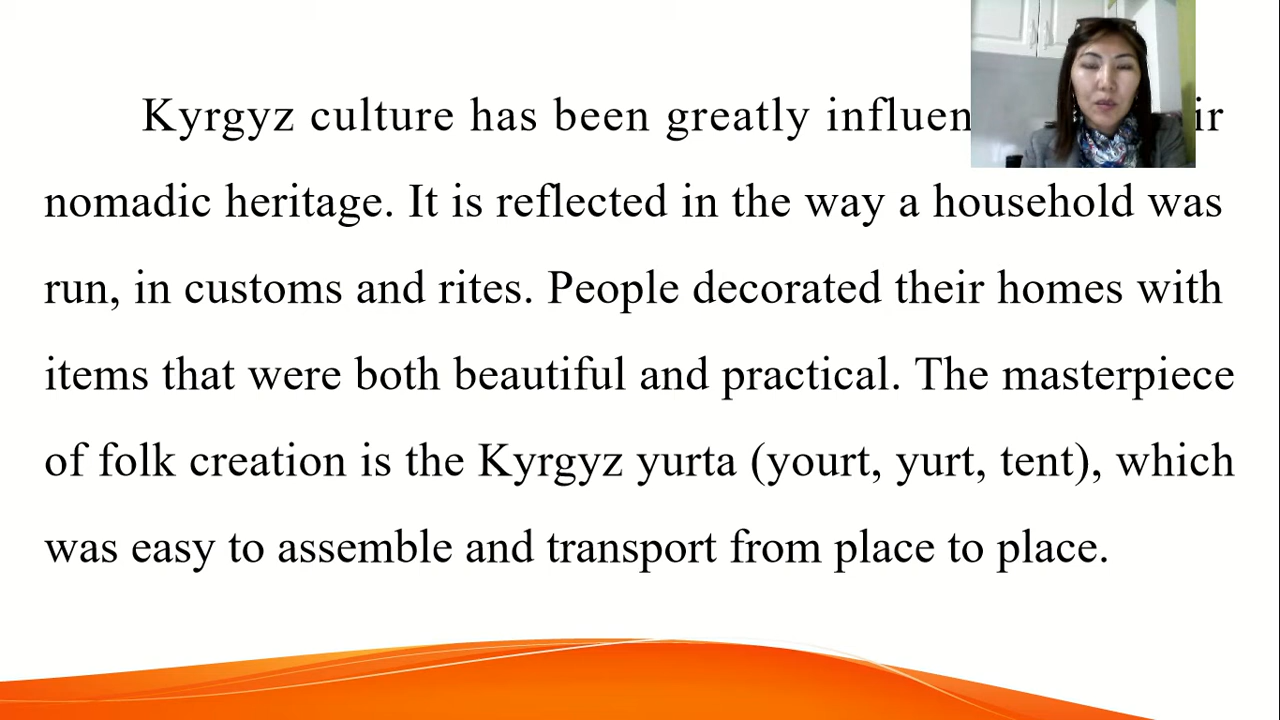 Kyrgyz culture has been greatly influen ir
nomadic heritage. It is reflected in the way a household was
run, in customs and rites. People decorated their homes with
items that were both beautiful and practical. The masterpiece
of folk creation is the Kyrgyz yurta (yourt, yurt, tent), which
was easy to assemble and transport from place to place.